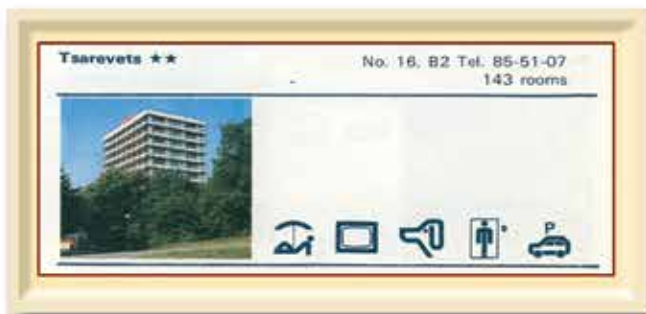 Tsarevets ★★
No. 16, B2 Tel. 85-51-07
143 rooms
P